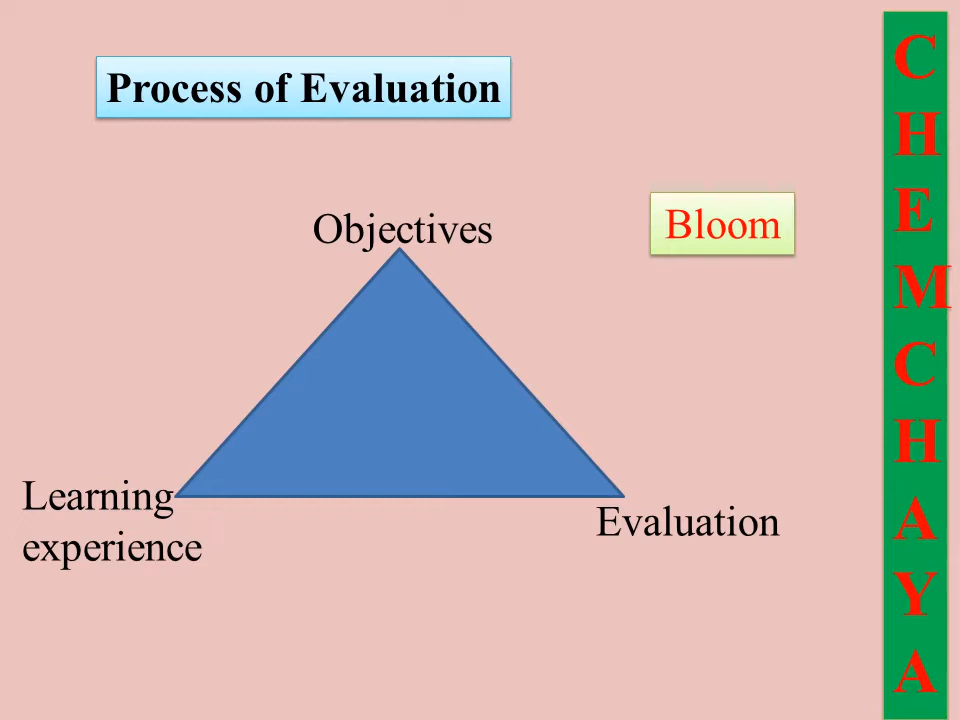 Process of Evaluation
Objectives
Bloom
Learning
experience
Evaluation
C
H
E
M
C
H
A
Y
A